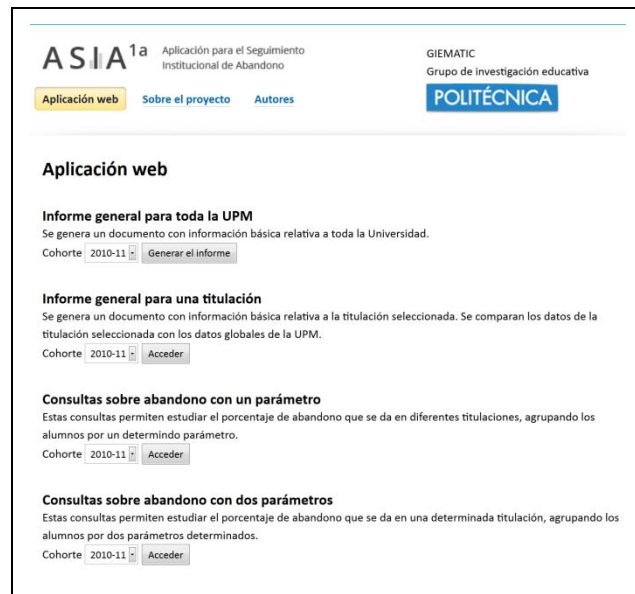 ASIA 1a
Aplicación para el Seguimiento
Institucional de Abandono
GIEMATIC
Grupo de investigación educativa
POLITÉCNICA
Aplicación web
Sobre el proyecto
Autores
Aplicación web
Informe general para toda la UPM
Se genera un documento con información básica relativa a toda la Universidad.
Cohorte 2010-11 Generar el informe
Informe general para una titulación
Se genera un documento con información básica relativa a la titulación seleccionada. Se comparan los datos de la
titulación seleccionada con los datos globales de la UPM.
Cohorte 2010-11 Acceder
Consultas sobre abandono con un parámetro
Estas consultas permiten estudiar el porcentaje de abandono que se da en diferentes titulaciones, agrupando los
alumnos por un determindo parámetro.
Cohorte 2010-11 Acceder
Consultas sobre abandono con dos parámetros
Estas consultas permiten estudiar el porcentaje de abandono que se da en una determinada titulación, agrupando los
alumnos por dos parámetros determinados.
Cohorte 2010-11 Acceder